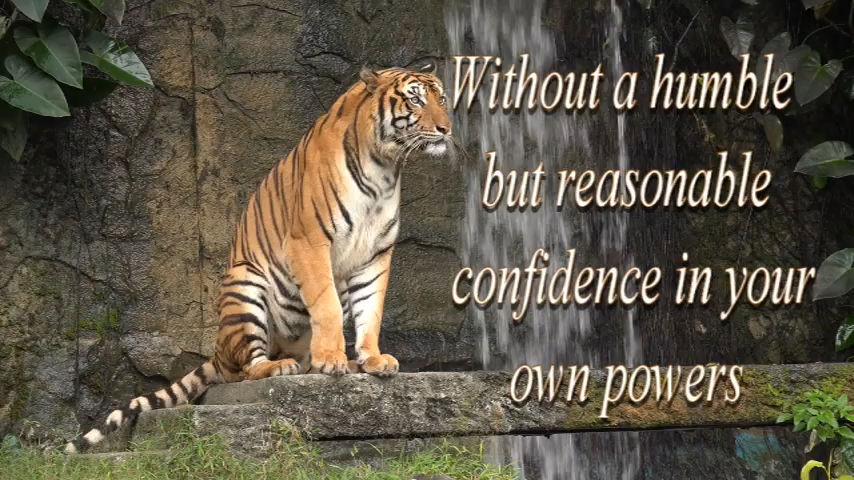 Without a humble
but reasonable
confidence in your
own powers